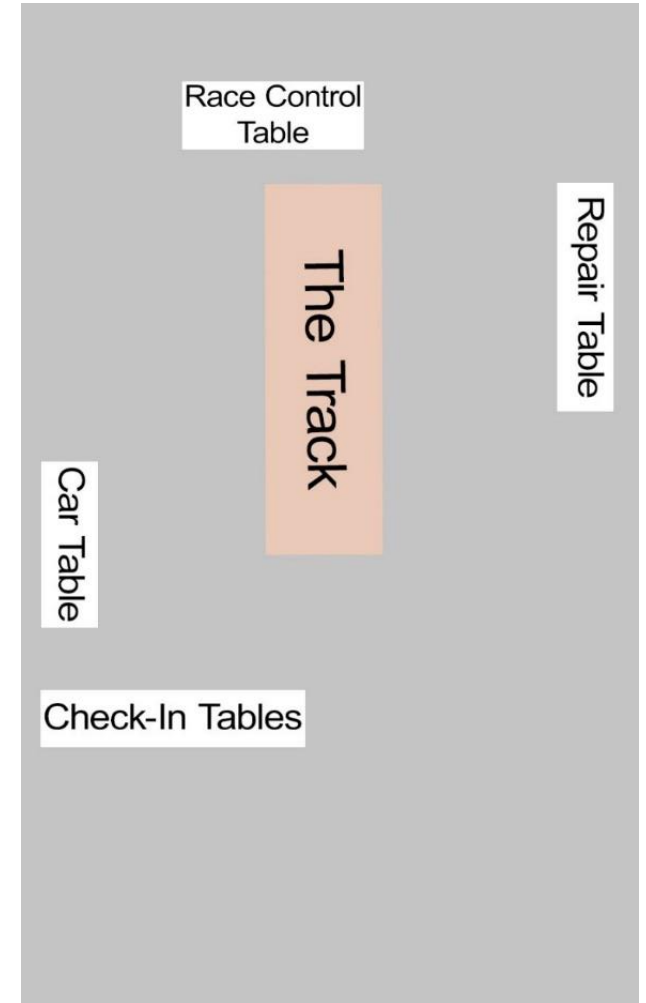 Race Control
Table
The Track
Repair Table
Car Table
Check-In Tables